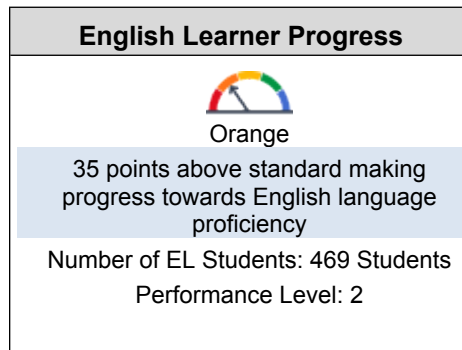 English Learner Progress
Orange
35 points above standard making
progress towards English language
proficiency
Number of EL Students: 469 Students
Performance Level: 2